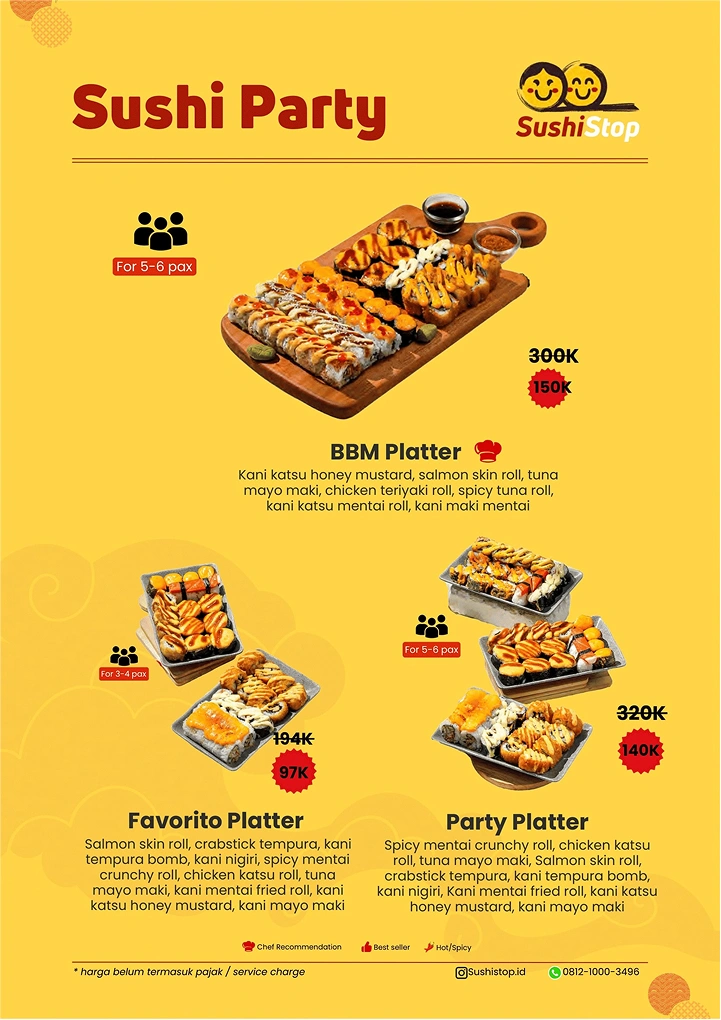 Sushi Party
SushiStop
For 5-6 pax
300K
150K
BBM Platter
Kani katsu honey mustard, salmon skin roll, tuna
mayo maki, chicken teriyaki roll, spicy tuna roll,
kani katsu mentai roll, kani maki mentai
For 3-4 pax
194K
97K
Favorito Platter
Salmon skin roll, crabstick tempura, kani
tempura bomb, kani nigiri, spicy mentai
crunchy roll, chicken katsu roll, tuna
mayo maki, kani mentai fried roll, kani
katsu honey mustard, kani mayo maki
For 5-6 pax
320K
140K
Party Platter
Spicy mentai crunchy roll, chicken katsu
roll, tuna mayo maki, Salmon skin roll,
crabstick tempura, kani tempura bomb,
kani nigiri, Kani mentai fried roll, kani katsu
honey mustard, kani mayo maki
Chef Recommendation Best seller Hot/Spicy
* harga belum termasuk pajak / service charge
Sushistop.id 0812-1000-3496